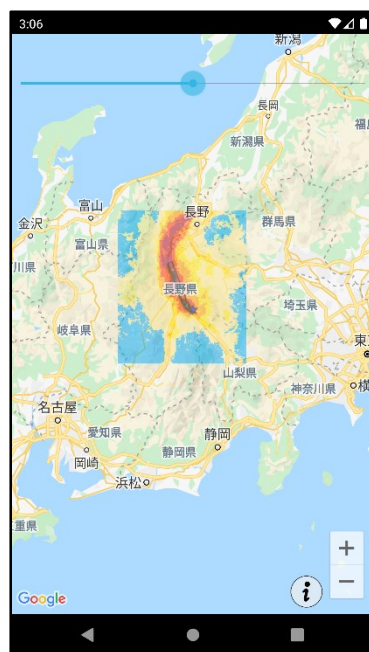 3:06
新潟
長岡
福島
新潟県
富山
長野
金沢
群馬県
富山県
川県
長野県
埼玉県
岐阜県
東京
山梨県
神奈川県
横
名古屋
愛知県
静岡
岡崎
静岡県
浜松
重県
+
−
i
Google